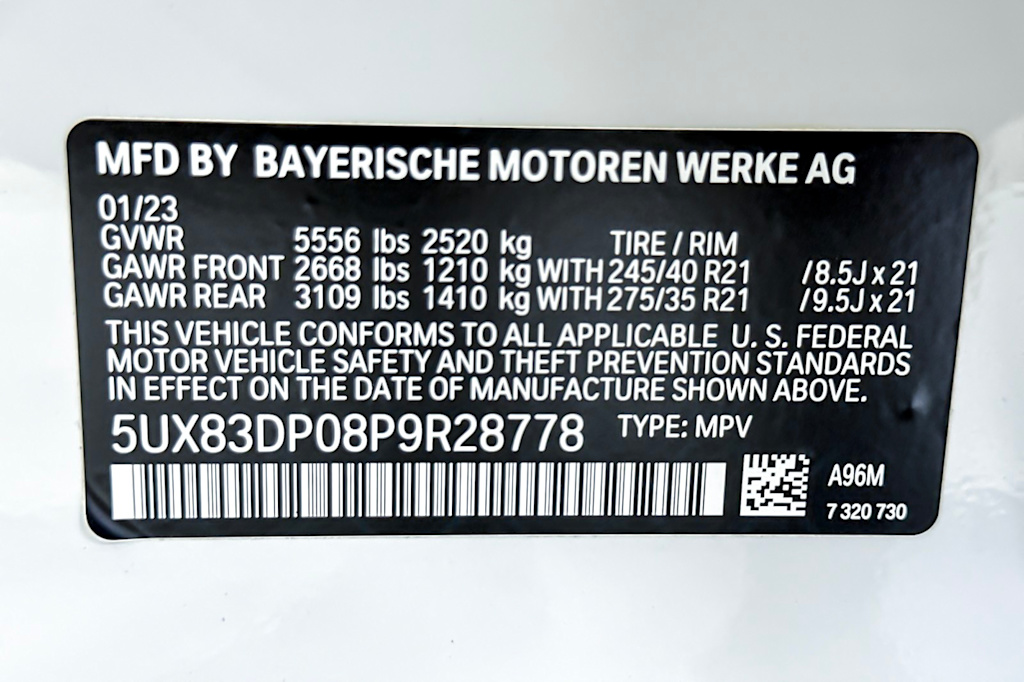 MFD BY BAYERISCHE MOTOREN WERKE AG
01/23
GVWR 5556 lbs 2520 kg TIRE / RIM
GAWR FRONT 2668 lbs 1210 kg WITH 245/40 R21 /8.5J x 21
GAWR REAR 3109 lbs 1410 kg WITH 275/35 R21 /9.5J x 21
THIS VEHICLE CONFORMS TO ALL APPLICABLE U. S. FEDERAL
MOTOR VEHICLE SAFETY AND THEFT PREVENTION STANDARDS
IN EFFECT ON THE DATE OF MANUFACTURE SHOWN ABOVE.
5UX83DP08P9R28778 TYPE: MPV
A96M
7 320 730